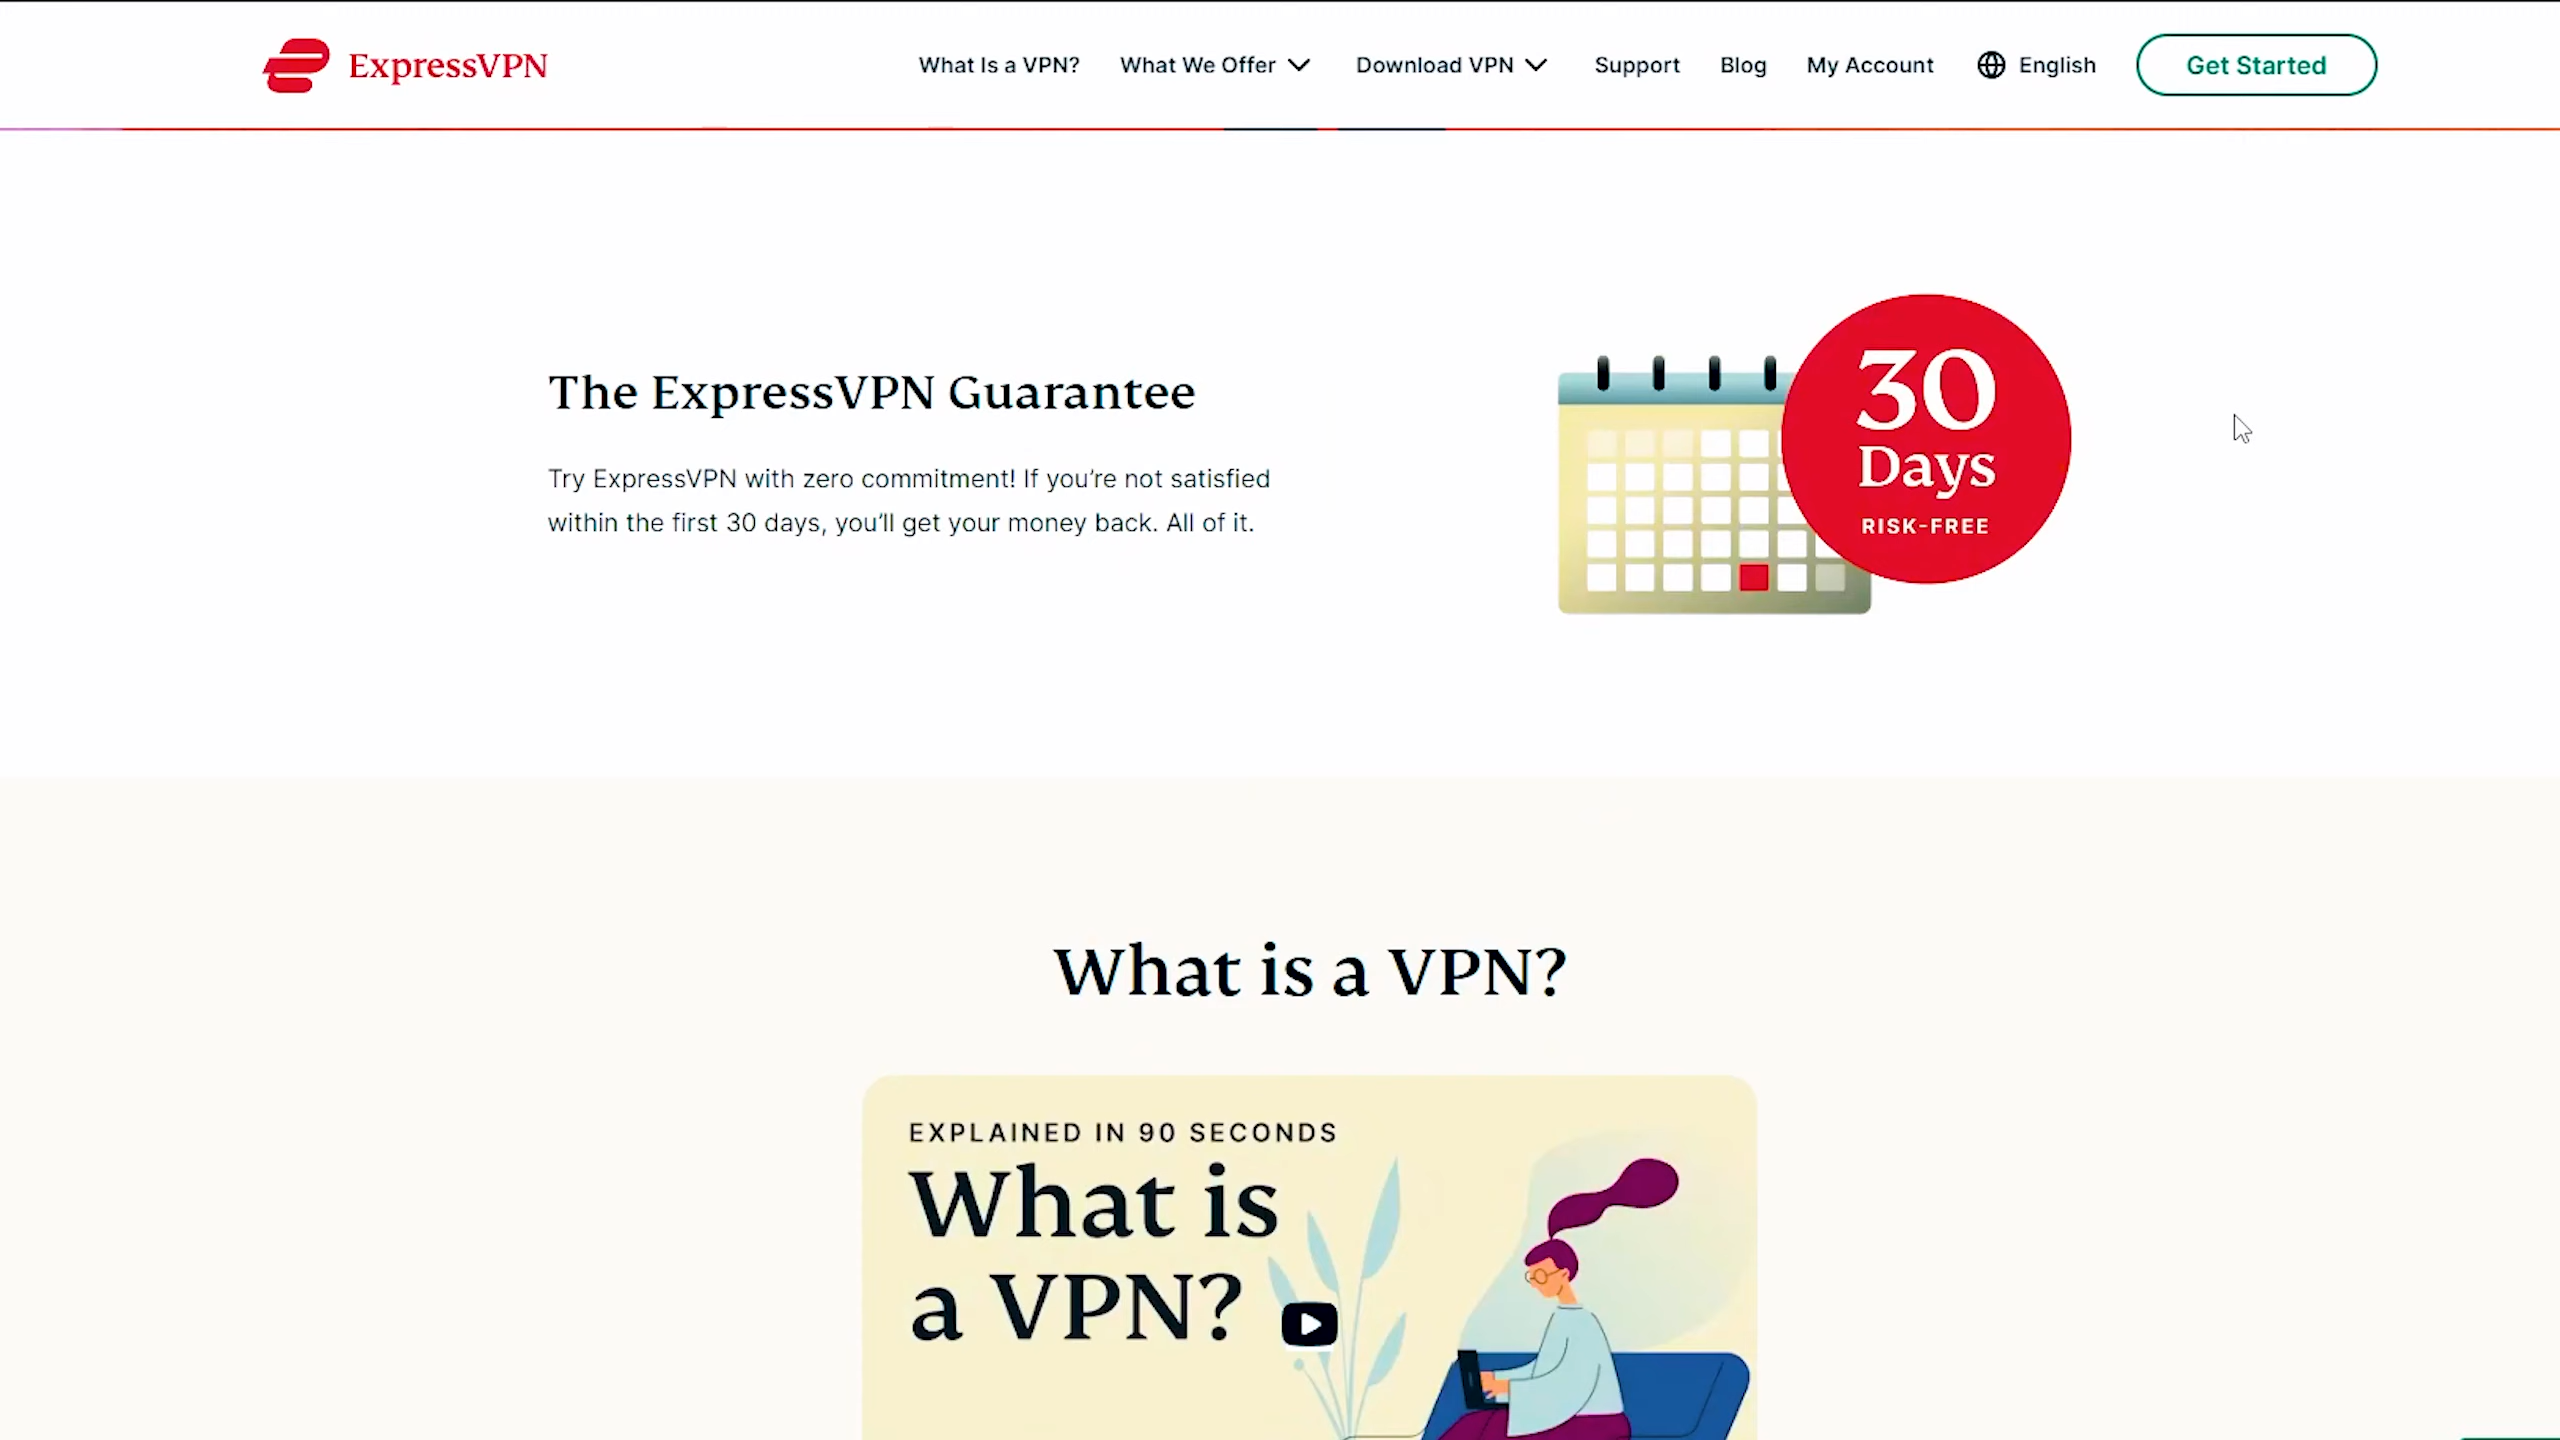 ExpressVPN
What Is a VPN?
What We Offer
Download VPN
Support
Blog
My Account
English
Get Started
The ExpressVPN Guarantee
Try ExpressVPN with zero commitment! If you’re not satisfied
within the first 30 days, you’ll get your money back. All of it.
30
Days
RISK-FREE
What is a VPN?
EXPLAINED IN 90 SECONDS
What is
a VPN?